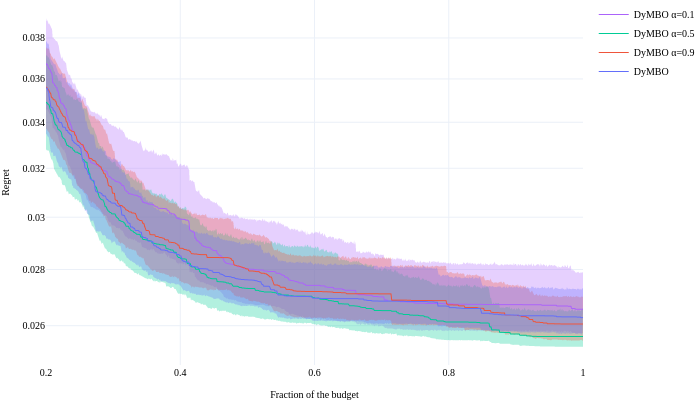 DyMBO α=0.1
DyMBO α=0.5
DyMBO α=0.9
DyMBO
0.038
0.036
0.034
0.032
0.03
0.028
0.026
Regret
0.2
0.4
0.6
0.8
1
Fraction of the budget